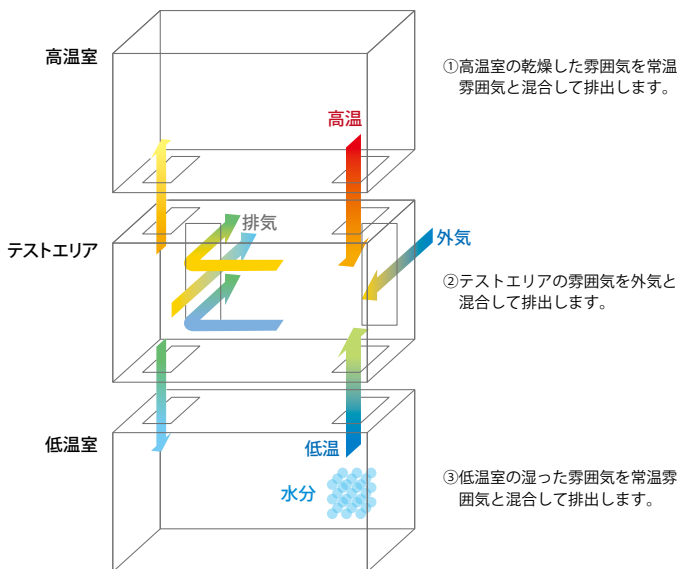 高温室
①高温室の乾燥した雰囲気を常温
雰囲気と混合して排出します。
高温
排気
外気
テストエリア
②テストエリアの雰囲気を外気と
混合して排出します。
低温室
低温
水分
③低温室の湿った雰囲気を常温雰
囲気と混合して排出します。